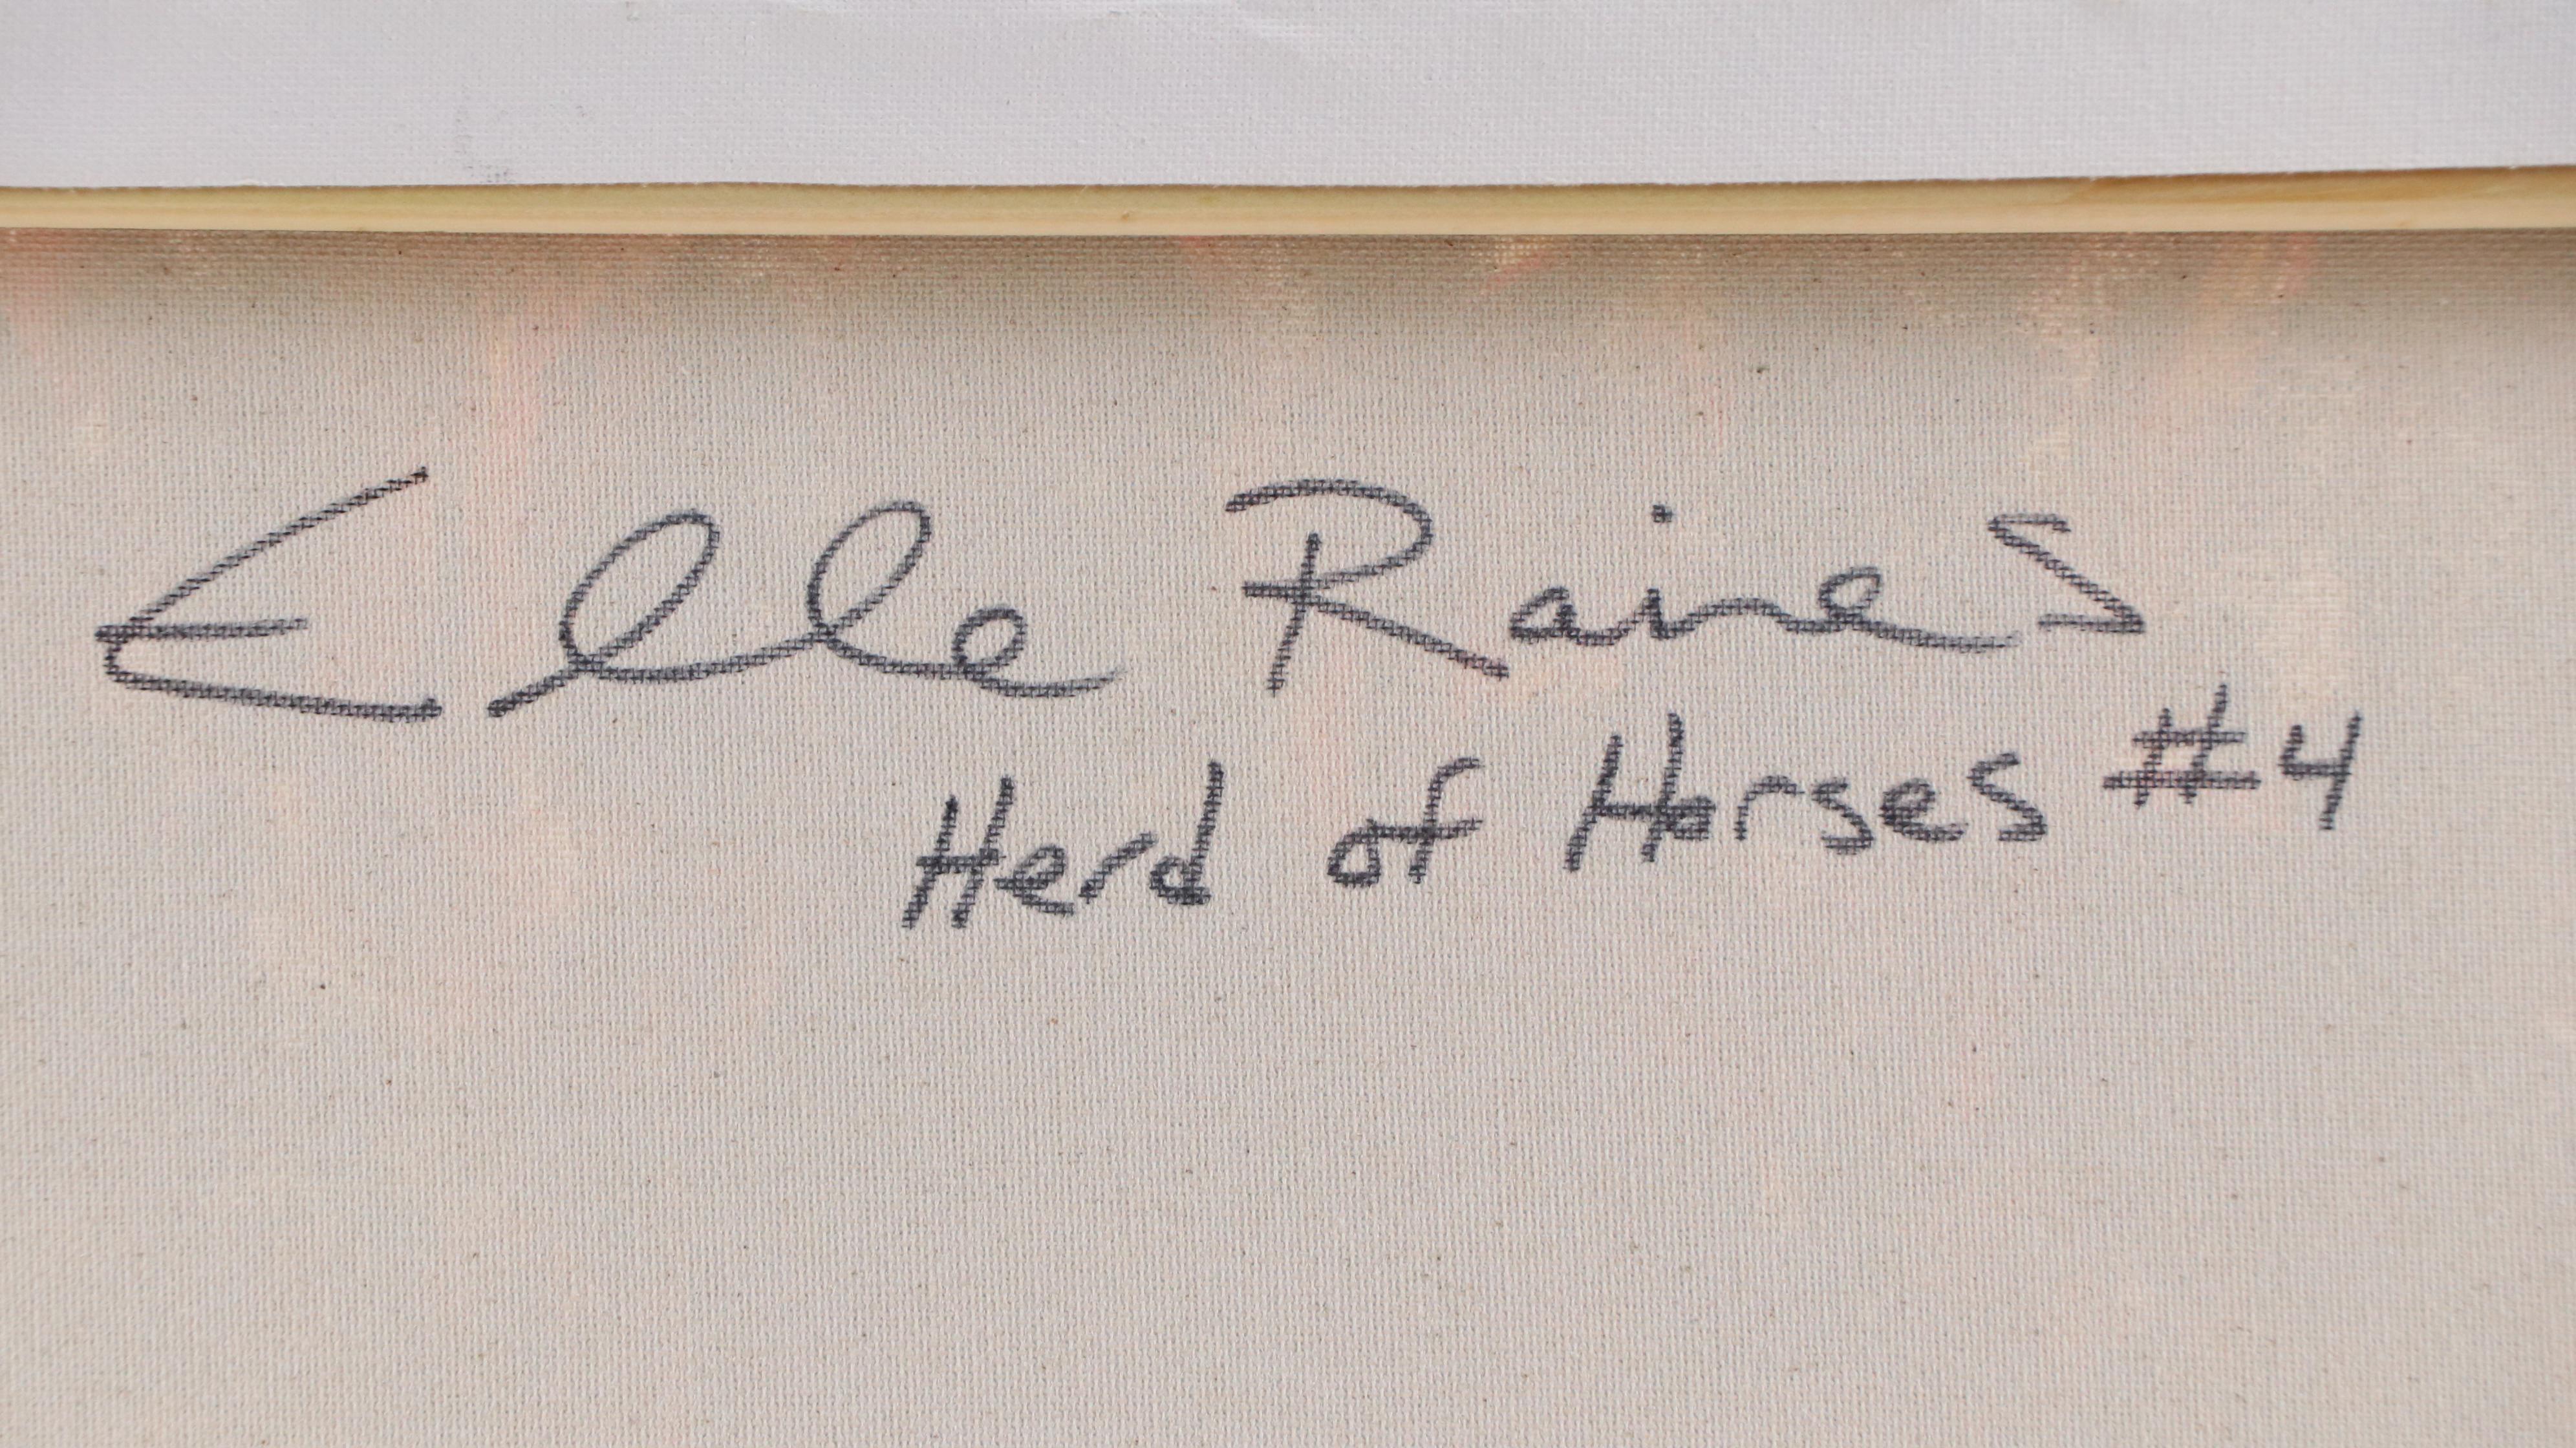 Elle Raines
Herd of Horses #4